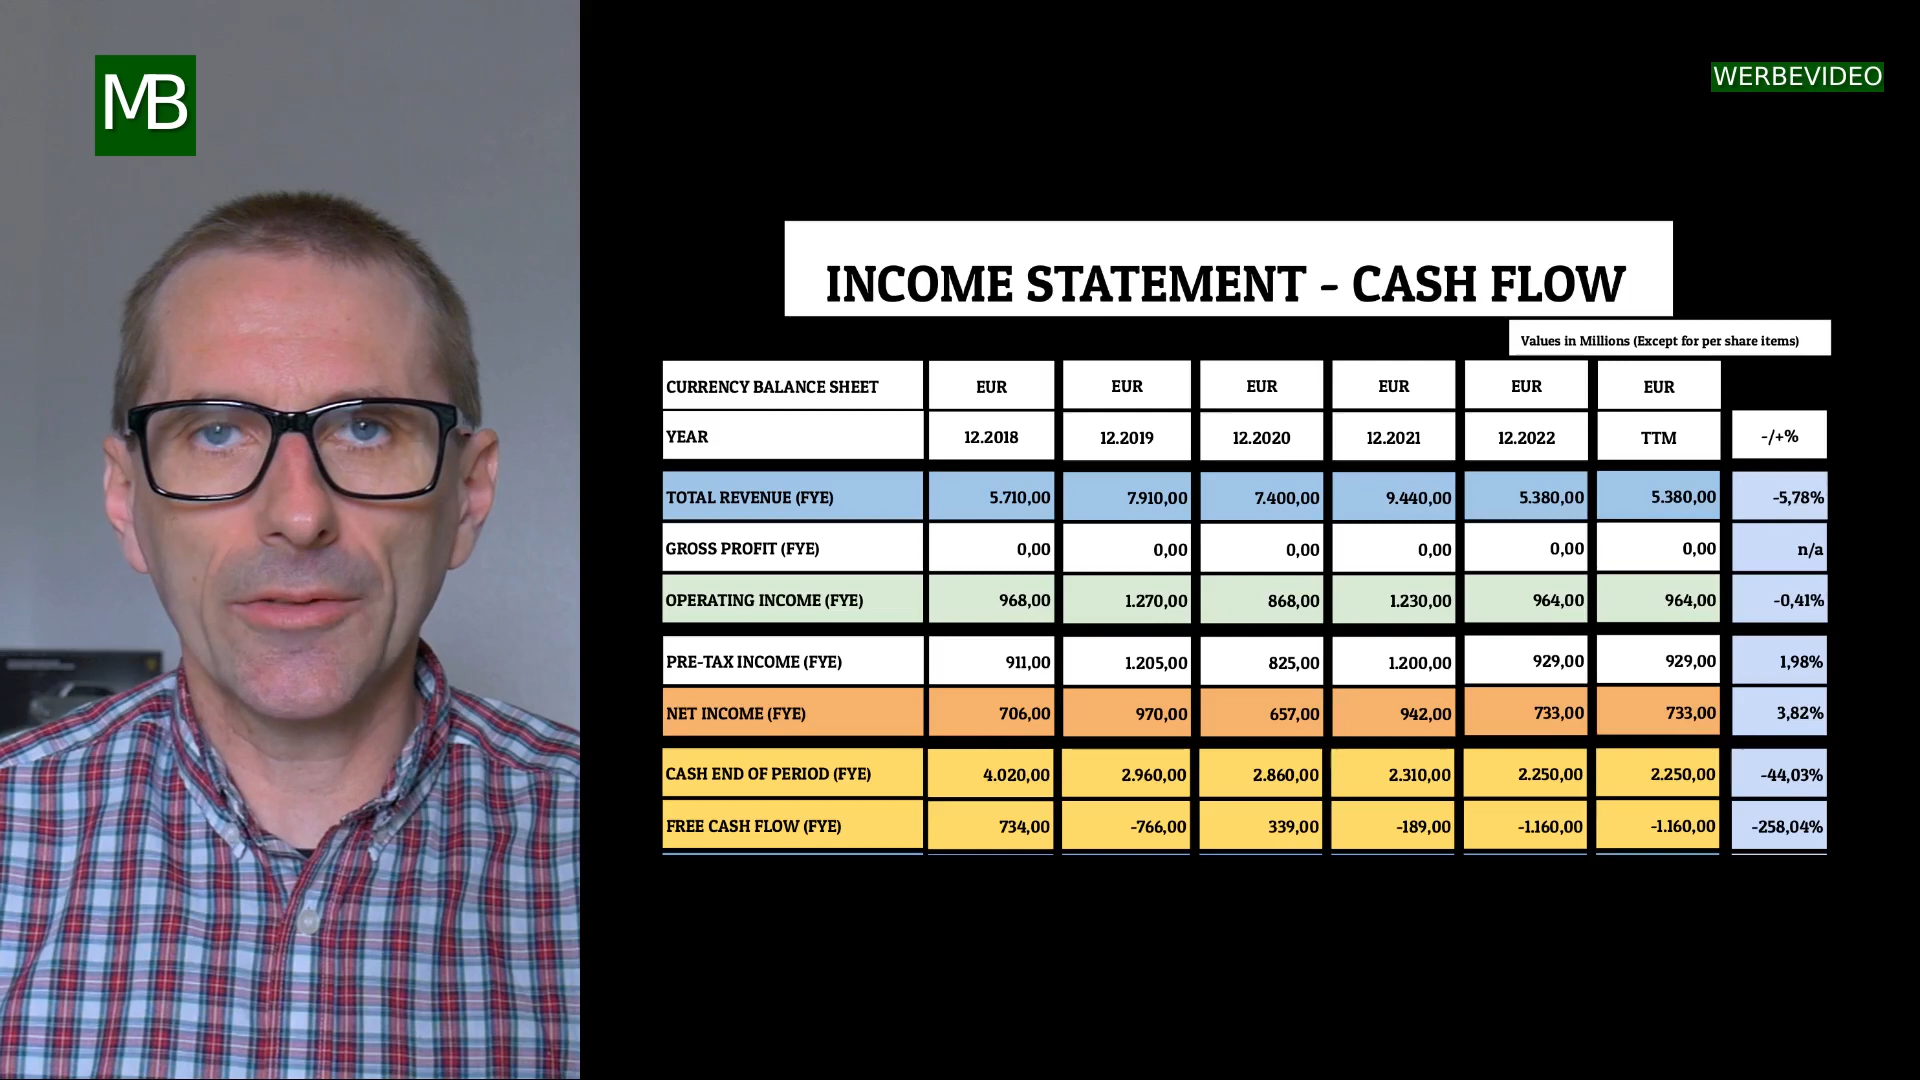 MB
WERBEVIDEO
INCOME STATEMENT - CASH FLOW
Values in Millions (Except for per share items)
CURRENCY BALANCE SHEET EUR EUR EUR EUR EUR EUR
YEAR 12.2018 12.2019 12.2020 12.2021 12.2022 TTM -/+%
TOTAL REVENUE (FYE) 5.710,00 7.910,00 7.400,00 9.440,00 5.380,00 5.380,00 -5,78%
GROSS PROFIT (FYE) 0,00 0,00 0,00 0,00 0,00 0,00 n/a
OPERATING INCOME (FYE) 968,00 1.270,00 868,00 1.230,00 964,00 964,00 -0,41%
PRE-TAX INCOME (FYE) 911,00 1.205,00 825,00 1.200,00 929,00 929,00 1,98%
NET INCOME (FYE) 706,00 970,00 657,00 942,00 733,00 733,00 3,82%
CASH END OF PERIOD (FYE) 4.020,00 2.960,00 2.860,00 2.310,00 2.250,00 2.250,00 -44,03%
FREE CASH FLOW (FYE) 734,00 -766,00 339,00 -189,00 -1.160,00 -1.160,00 -258,04%